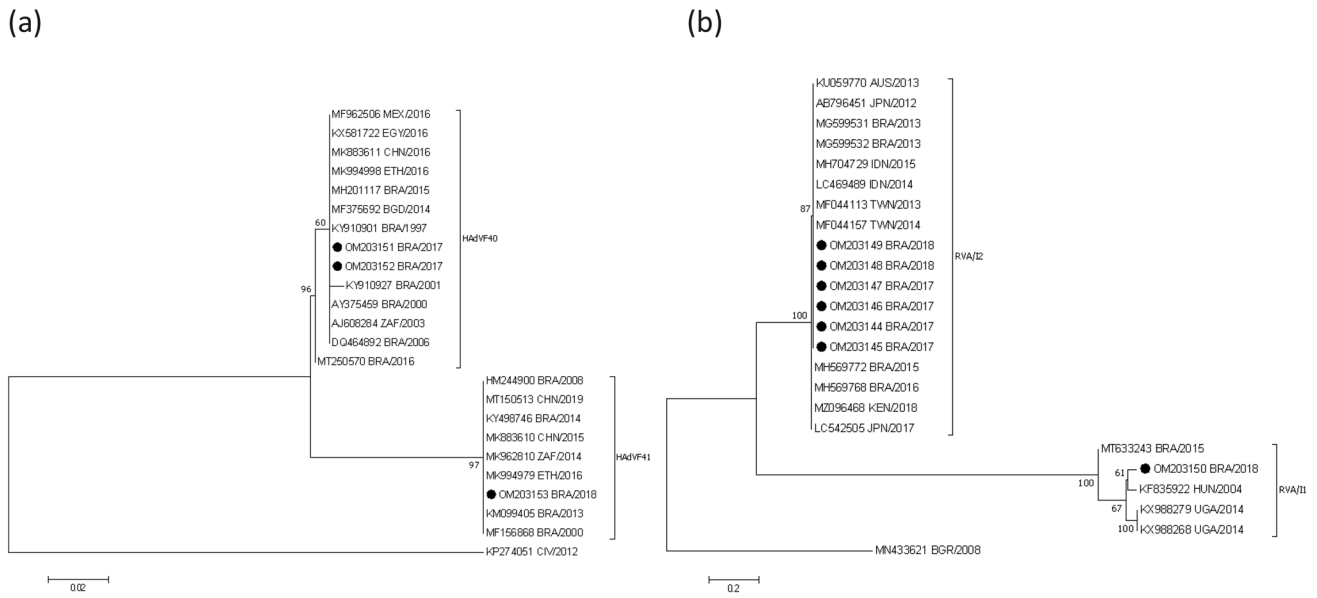 (a)
MF962506 MEX/2016
KX581722 EGY/2016
MK883611 CHN/2016
MK994998 ETH/2016
MH201117 BRA/2015
MF375692 BGD/2014
60
KY910901 BRA/1997
OM203151 BRA/2017
HAdVF40
OM203152 BRA/2017
96
KY910927 BRA/2001
AY375459 BRA/2000
AJ608284 ZAF/2003
DQ464892 BRA/2006
MT250570 BRA/2016
HM244900 BRA/2008
MT150513 CHN/2019
KY498746 BRA/2014
MK883610 CHN/2015
MK962810 ZAF/2014
HAdVF41
97
MK994979 ETH/2016
OM203153 BRA/2018
KM099405 BRA/2013
MF156868 BRA/2000
KP274051 CIV/2012
0.02
(b)
KU059770 AUS/2013
AB796451 JPN/2012
MG599531 BRA/2013
MG599532 BRA/2013
MH704729 IDN/2015
LC469489 IDN/2014
87
MF044113 TWN/2013
MF044157 TWN/2014
OM203149 BRA/2018
RVA/I2
OM203148 BRA/2018
OM203147 BRA/2017
OM203146 BRA/2017
100
OM203144 BRA/2017
OM203145 BRA/2017
MH569772 BRA/2015
MH569768 BRA/2016
MZ096468 KEN/2018
LC542505 JPN/2017
MT633243 BRA/2015
61
OM203150 BRA/2018
100
KF835922 HUN/2004
RVA/I1
67
KX988279 UGA/2014
100
KX988268 UGA/2014
MN433621 BGR/2008
0.2